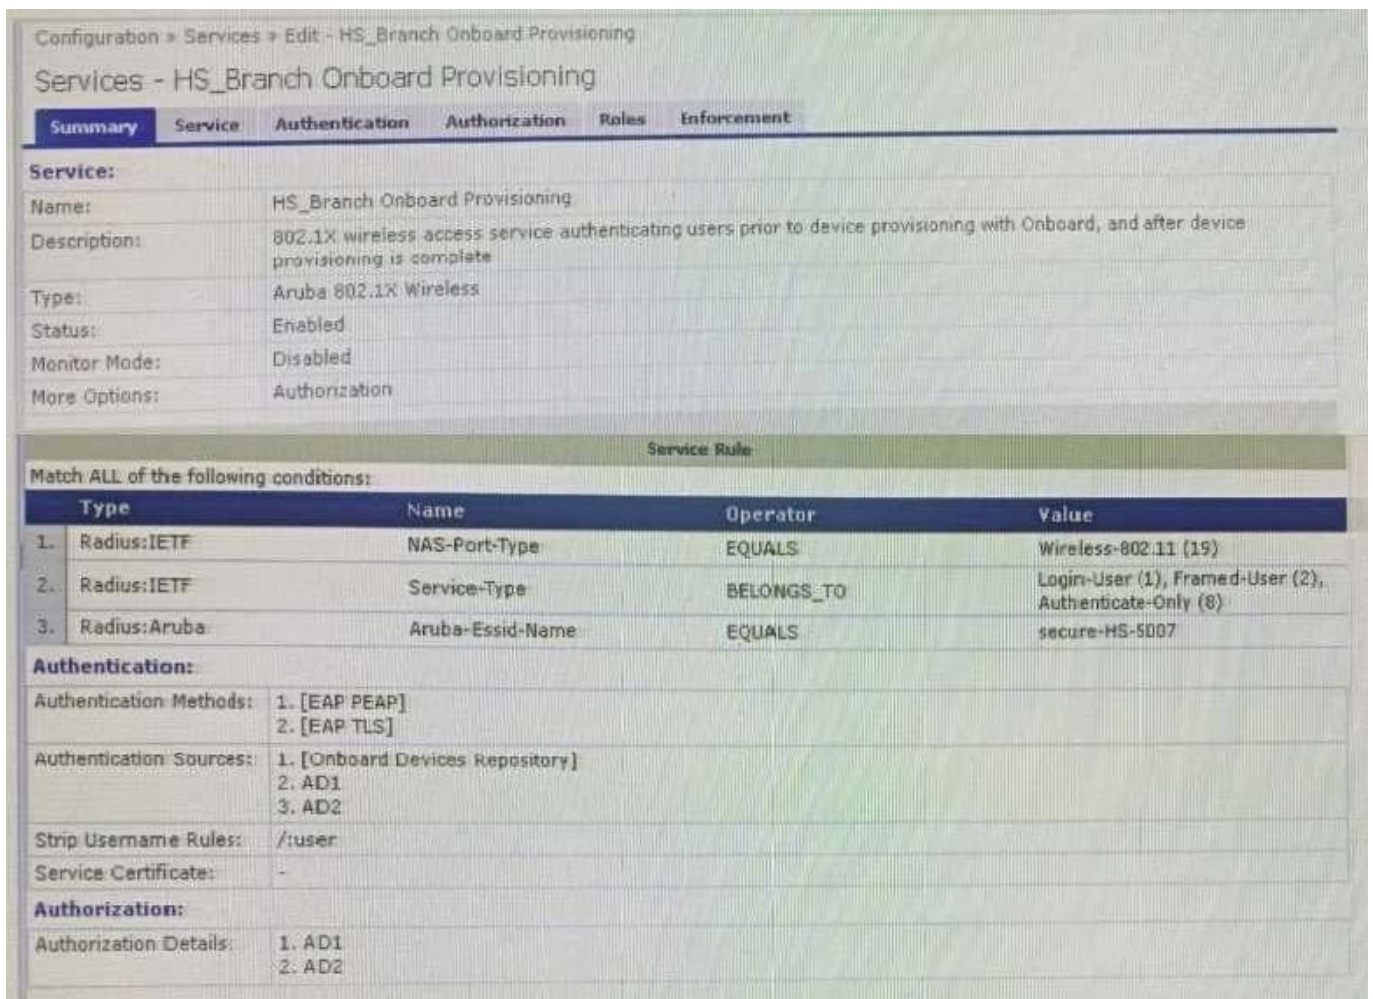 Configuration » Services » Edit - HS_Branch Onboard Provisioning
Services - HS_Branch Onboard Provisioning
Summary Service Authentication Authorization Roles Enforcement
Service:
Name: HS_Branch Onboard Provisioning
Description: 802.1X wireless access service authenticating users prior to device provisioning with Onboard, and after device
provisioning is complete
Type: Aruba 802.1X Wireless
Status: Enabled
Monitor Mode: Disabled
More Options: Authorization
Service Rule
Match ALL of the following conditions:
Type Name Operator Value
1. Radius:IETF NAS-Port-Type EQUALS Wireless-802.11 (19)
2. Radius:IETF Service-Type BELONGS_TO Login-User (1), Framed-User (2),
Authenticate-Only (8)
3. Radius:Aruba Aruba-Essid-Name EQUALS secure-HS-5007
Authentication:
Authentication Methods: 1. [EAP PEAP]
2. [EAP TLS]
Authentication Sources: 1. [Onboard Devices Repository]
2. AD1
3. AD2
Strip Username Rules: /:user
Service Certificate: -
Authorization:
Authorization Details: 1. AD1
2. AD2